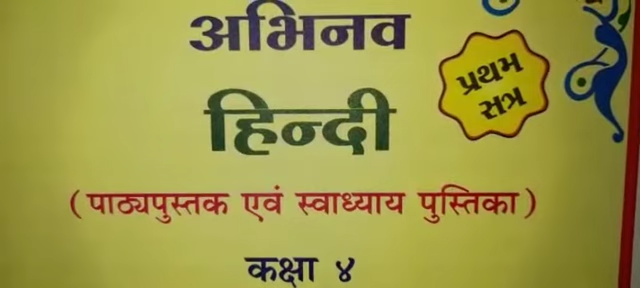 अभिनव
हिन्दी
प्रथम
सत्र
(पाठ्यपुस्तक एवं स्वाध्याय पुस्तिका)
कक्षा ४